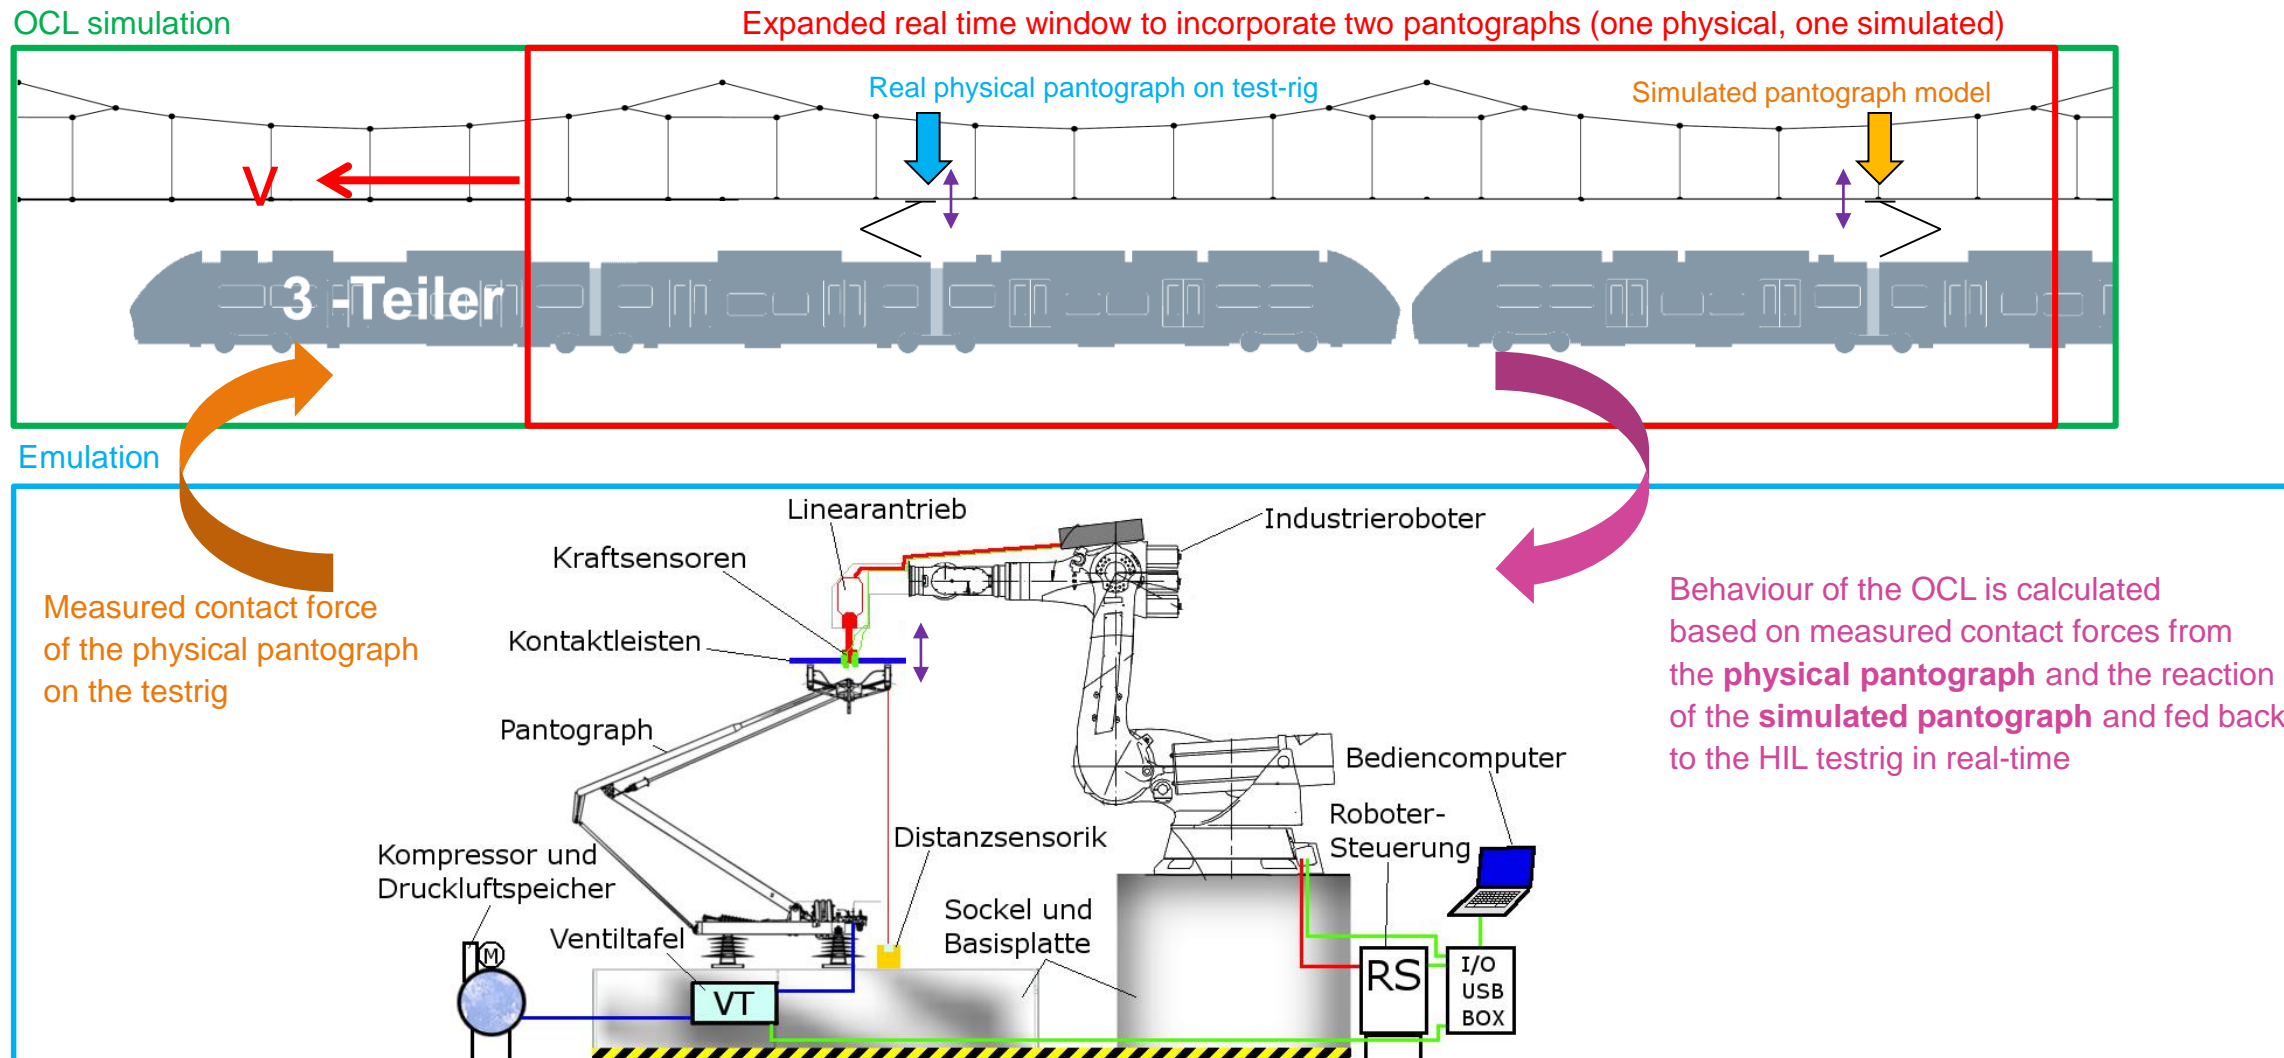 OCL simulation
Expanded real time window to incorporate two pantographs (one physical, one simulated)
Real physical pantograph on test-rig
Simulated pantograph model
V
3 -Teiler
Emulation
Measured contact force
of the physical pantograph
on the testrig
Linearantrieb
Kraftsensoren
Kontaktleisten
Pantograph
Industrieroboter
Behaviour of the OCL is calculated
based on measured contact forces from
the physical pantograph and the reaction
of the simulated pantograph and fed back
to the HIL testrig in real-time
Bediencomputer
Roboter-
Steuerung
Distanzsensorik
Kompressor und
Druckluftspeicher
Ventiltafel
Sockel und
Basisplatte
M
VT
RS
I/O
USB
BOX